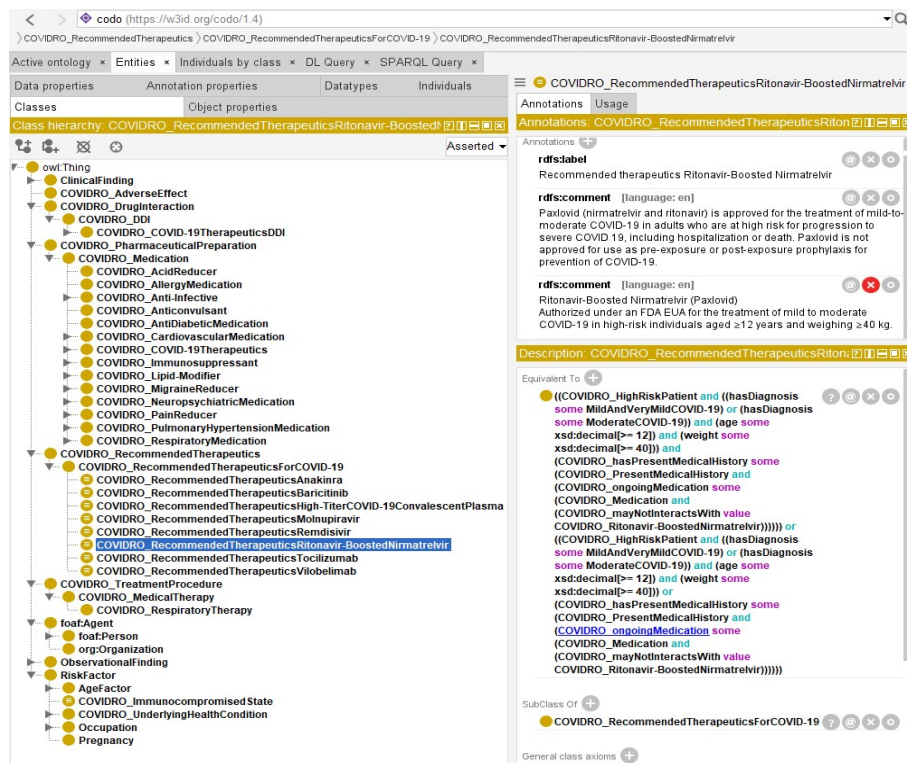 codo (https://w3id.org/codo/1.4)
COVIDRO_RecommendedTherapeutics 〉COVIDRO_RecommendedTherapeuticsForCOVID-19 〉COVIDRO_RecommendedTherapeuticsRitonavir-BoostedNirmatrelvir
Active ontology × Entities × Individuals by class × DL Query × SPARQL Query ×
Data properties Annotation properties Datatypes Individuals
Classes Object properties
Class hierarchy: COVIDRO_RecommendedTherapeuticsRitonavir-Boosted
Asserted
owl:Thing
ClinicalFinding
COVIDRO_AdverseEffect
COVIDRO_DrugInteraction
COVIDRO_DDI
COVIDRO_COVID-19TherapeuticsDDI
COVIDRO_PharmaceuticalPreparation
COVIDRO_Medication
COVIDRO_AcidReducer
COVIDRO_AllergyMedication
COVIDRO_Anti-Infective
COVIDRO_Anticonvulsant
COVIDRO_AntiDiabeticMedication
COVIDRO_CardiovascularMedication
COVIDRO_COVID-19Therapeutics
COVIDRO_Immunosuppressant
COVIDRO_Lipid-Modifier
COVIDRO_MigraineReducer
COVIDRO_NeuropsychiatricMedication
COVIDRO_PainReducer
COVIDRO_PulmonaryHypertensionMedication
COVIDRO_RespiratoryMedication
COVIDRO_RecommendedTherapeutics
COVIDRO_RecommendedTherapeuticsForCOVID-19
COVIDRO_RecommendedTherapeuticsAnakinra
COVIDRO_RecommendedTherapeuticsBaricitinib
COVIDRO_RecommendedTherapeuticsHigh-TiterCOVID-19ConvalescentPlasma
COVIDRO_RecommendedTherapeuticsMolnupiravir
COVIDRO_RecommendedTherapeuticsRemdisivir
COVIDRO_RecommendedTherapeuticsRitonavir-BoostedNirmatrelvir
COVIDRO_RecommendedTherapeuticsTocilizumab
COVIDRO_RecommendedTherapeuticsVilobelimab
COVIDRO_TreatmentProcedure
COVIDRO_MedicalTherapy
COVIDRO_RespiratoryTherapy
foaf:Agent
foaf:Person
org:Organization
ObservationalFinding
RiskFactor
AgeFactor
COVIDRO_ImmunocompromisedState
COVIDRO_UnderlyingHealthCondition
Occupation
Pregnancy
COVIDRO_RecommendedTherapeuticsRitonavir-BoostedNirmatrelvir
Annotations Usage
Annotations: COVIDRO_RecommendedTherapeuticsRiton
Annotations
rdfs:label
Recommended therapeutics Ritonavir-Boosted Nirmatrelvir
rdfs:comment [language: en]
Paxlovid (nirmatrelvir and ritonavir) is approved for the treatment of mild-to-
moderate COVID-19 in adults who are at high risk for progression to
severe COVID 19, including hospitalization or death. Paxlovid is not
approved for use as pre-exposure or post-exposure prophylaxis for
prevention of COVID-19.
rdfs:comment [language: en]
Ritonavir-Boosted Nirmatrelvir (Paxlovid)
Authorized under an FDA EUA for the treatment of mild to moderate
COVID-19 in high-risk individuals aged ≥12 years and weighing ≥40 kg.
Description: COVIDRO_RecommendedTherapeuticsRitona
Equivalent To
((COVIDRO_HighRiskPatient and ((hasDiagnosis
some MildAndVeryMildCOVID-19) or (hasDiagnosis
some ModerateCOVID-19)) and (age some
xsd:decimal[>= 12]) and (weight some
xsd:decimal[>= 40])) and
(COVIDRO_hasPresentMedicalHistory some
(COVIDRO_PresentMedicalHistory and
(COVIDRO_ongoingMedication some
(COVIDRO_Medication and
(COVIDRO_mayNotInteractsWith value
COVIDRO_Ritonavir-BoostedNirmatrelvir)))))) or
((COVIDRO_HighRiskPatient and ((hasDiagnosis
some MildAndVeryMildCOVID-19) or (hasDiagnosis
some ModerateCOVID-19)) and (age some
xsd:decimal[>= 12]) and (weight some
xsd:decimal[>= 40])) or
(COVIDRO_hasPresentMedicalHistory some
(COVIDRO_PresentMedicalHistory and
(COVIDRO_ongoingMedication some
(COVIDRO_Medication and
(COVIDRO_mayNotInteractsWith value
COVIDRO_Ritonavir-BoostedNirmatrelvir))))))
SubClass Of
COVIDRO_RecommendedTherapeuticsForCOVID-19
General class axioms